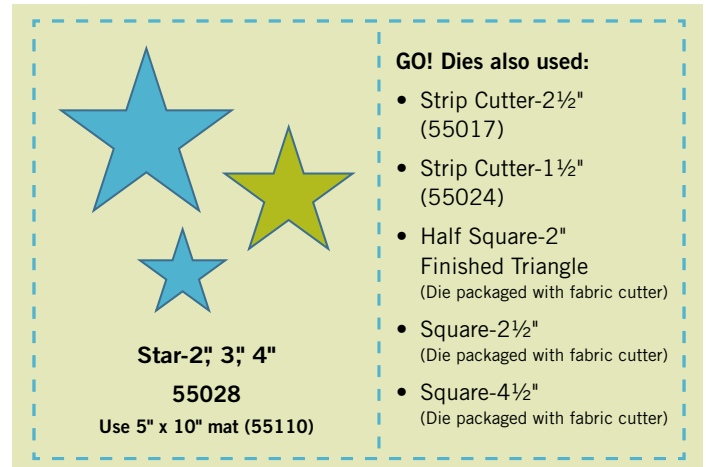 Star-2", 3", 4"
55028
Use 5" x 10" mat (55110)
GO! Dies also used:
• Strip Cutter-2½"
(55017)
• Strip Cutter-1½"
(55024)
• Half Square-2"
Finished Triangle
(Die packaged with fabric cutter)
• Square-2½"
(Die packaged with fabric cutter)
• Square-4½"
(Die packaged with fabric cutter)